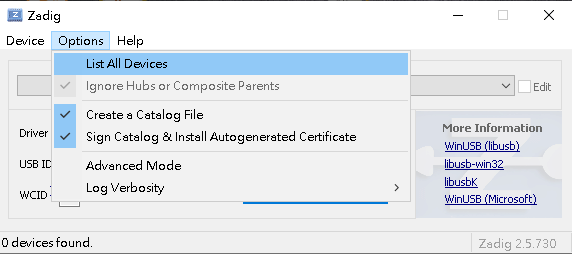 Zadig
Device Options Help
List All Devices
Ignore Hubs or Composite Parents
Create a Catalog File
Sign Catalog & Install Autogenerated Certificate
Advanced Mode
Log Verbosity
Edit
Driver
USB ID
WCID
More Information
WinUSB (libusb)
libusb-win32
libusbK
WinUSB (Microsoft)
0 devices found.
Zadig 2.5.730